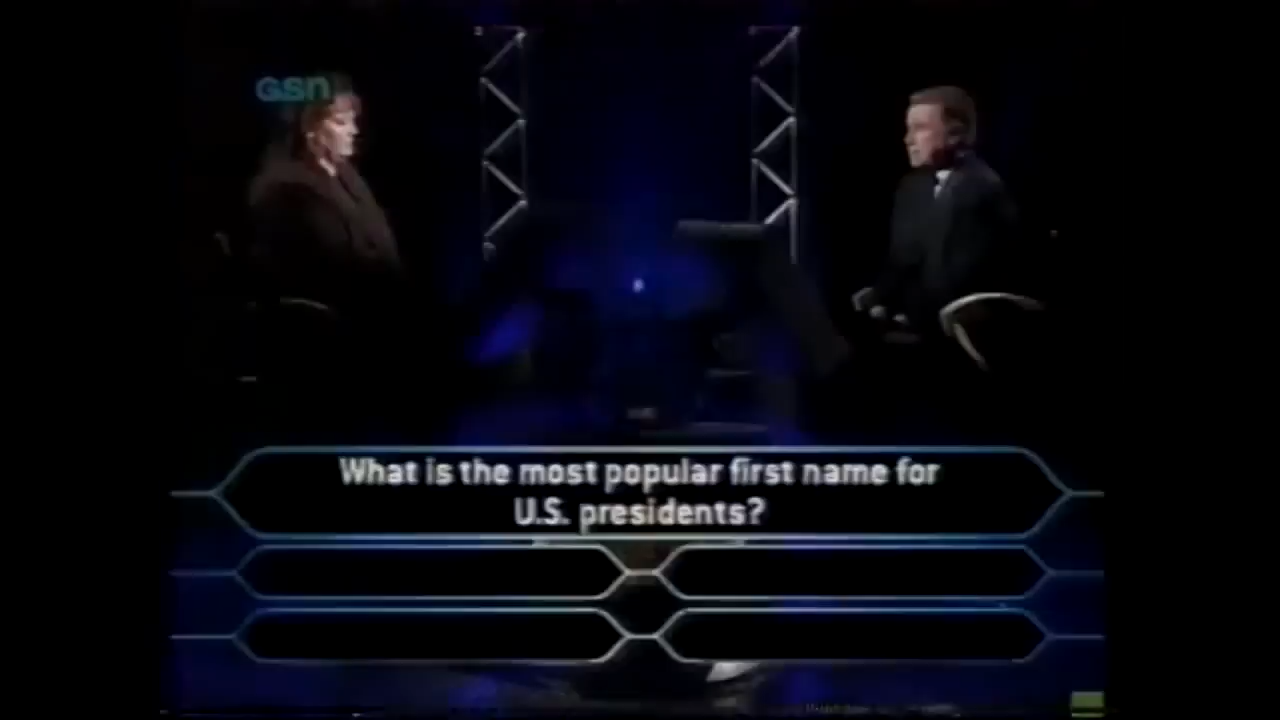 GSN
What is the most popular first name for
U.S. presidents?